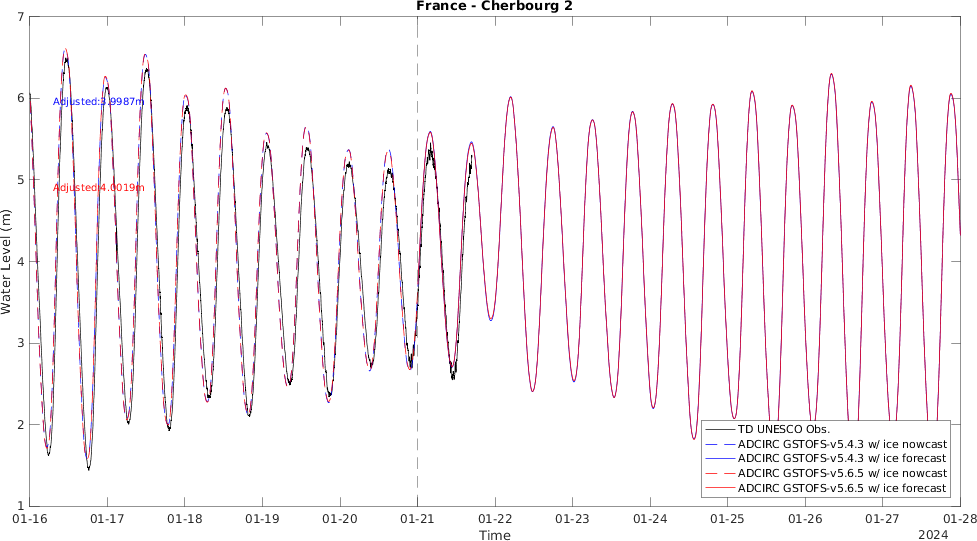 France - Cherbourg 2
7
6
5
4
3
2
1
Water Level (m)
Adjusted:3.9987m
Adjusted:4.0019m
TD UNESCO Obs.
ADCIRC GSTOFS-v5.4.3 w/ ice nowcast
ADCIRC GSTOFS-v5.4.3 w/ ice forecast
ADCIRC GSTOFS-v5.6.5 w/ ice nowcast
ADCIRC GSTOFS-v5.6.5 w/ ice forecast
01-16 01-17 01-18 01-19 01-20 01-21 01-22 01-23 01-24 01-25 01-26 01-27 01-28
Time
2024